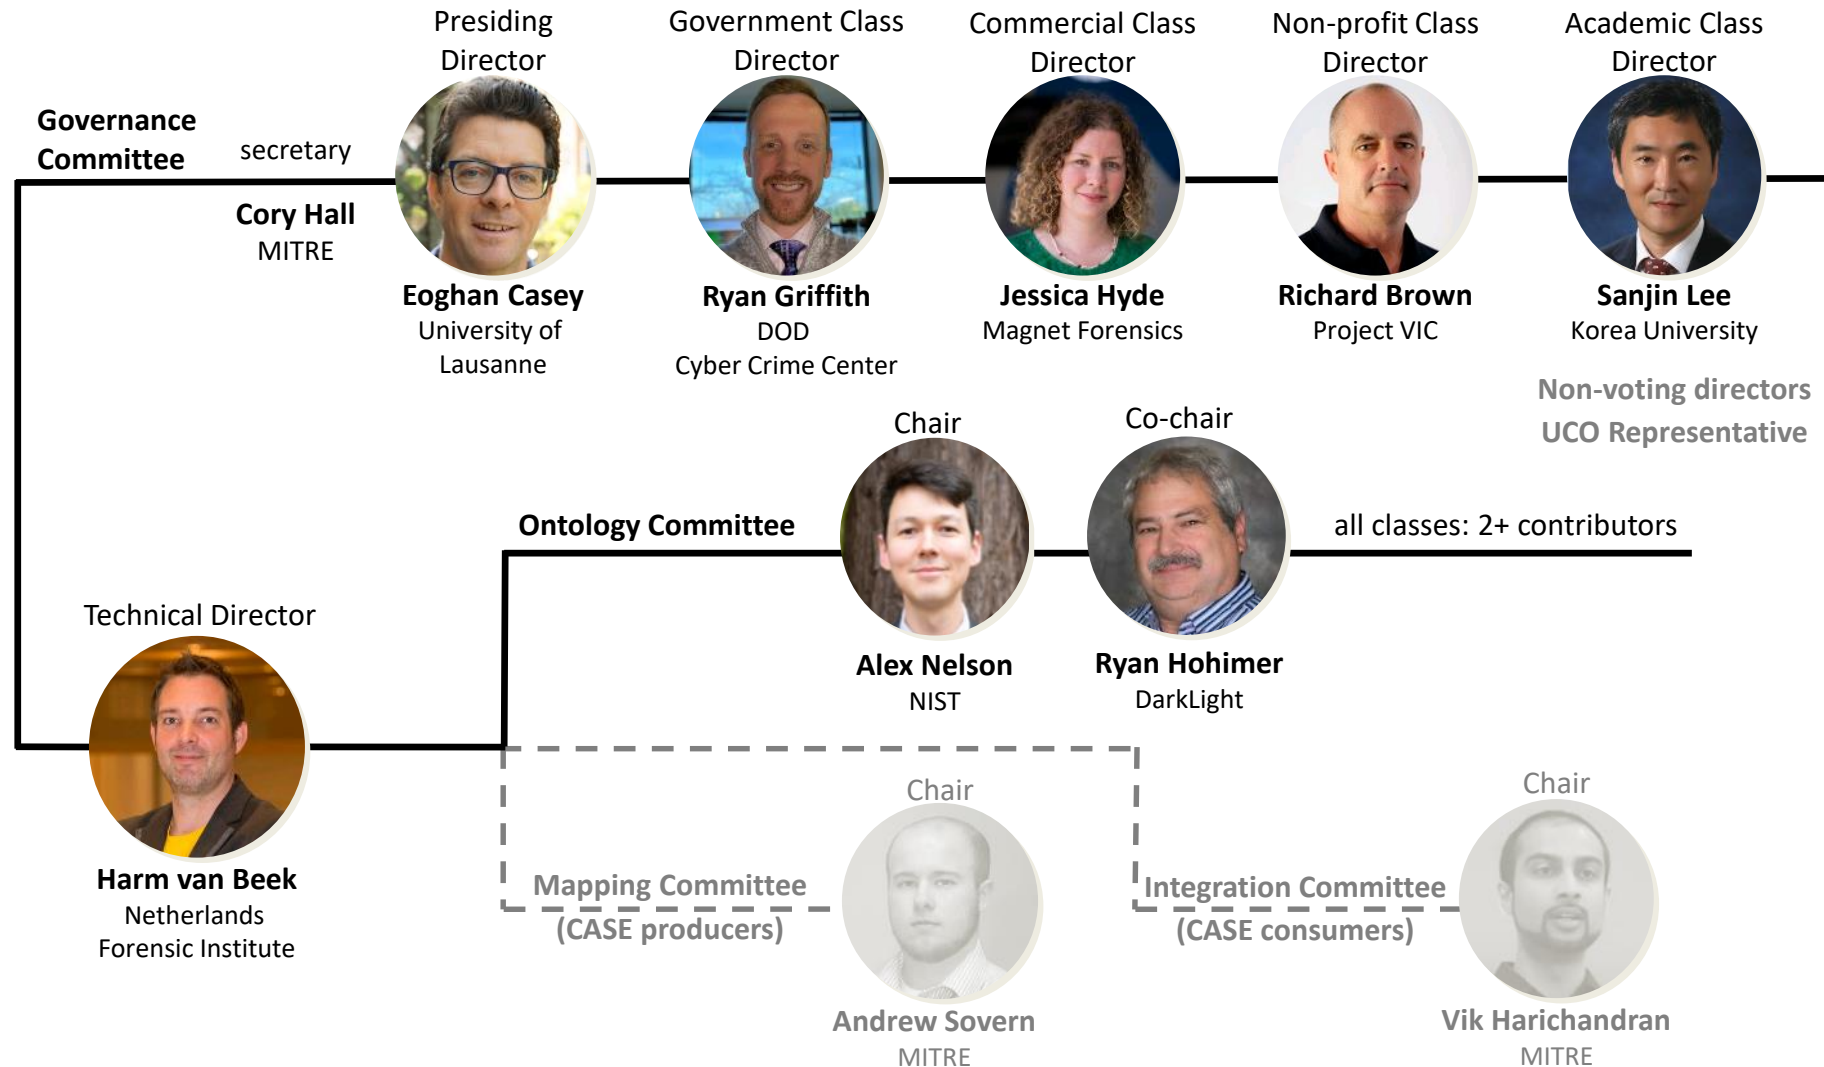 Presiding
Director
Government Class
Director
Commercial Class
Director
Non-profit Class
Director
Academic Class
Director
Governance
Committee
secretary
Cory Hall
MITRE
Eoghan Casey
University of
Lausanne
Ryan Griffith
DOD
Cyber Crime Center
Jessica Hyde
Magnet Forensics
Richard Brown
Project VIC
Sanjin Lee
Korea University
Non-voting directors
UCO Representative
Chair
Co-chair
Ontology Committee
all classes: 2+ contributors
Alex Nelson
NIST
Ryan Hohimer
DarkLight
Technical Director
Harm van Beek
Netherlands
Forensic Institute
Chair
Mapping Committee
(CASE producers)
Andrew Sovern
MITRE
Chair
Integration Committee
(CASE consumers)
Vik Harichandran
MITRE